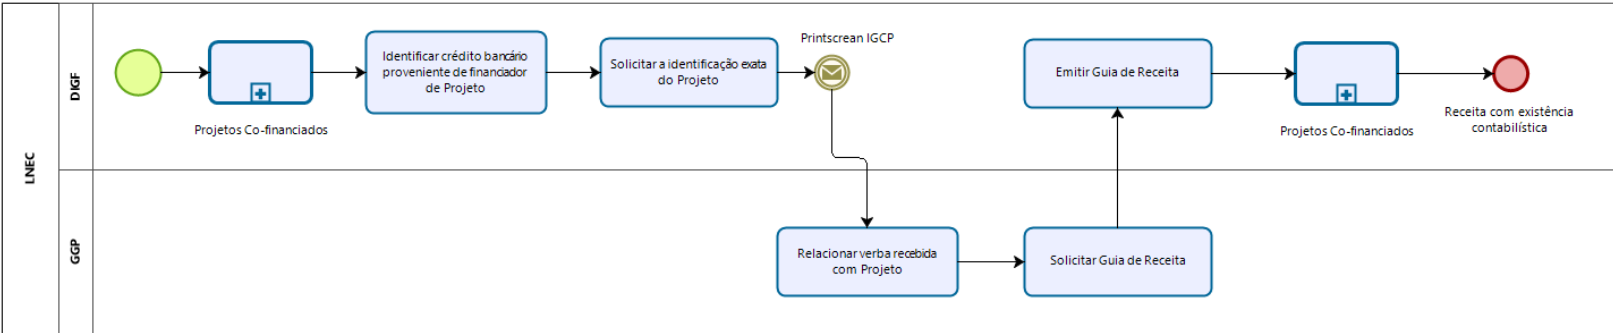 LNEC
DIGF
Projetos Co-financiados
Identificar crédito bancário
proveniente de financiador
de Projeto
Solicitar a identificação exata
do Projeto
Printscrean IGCP
Emitir Guia de Receita
Projetos Co-financiados
Receita com existência
contabilística
GGP
Relacionar verba recebida
com Projeto
Solicitar Guia de Receita